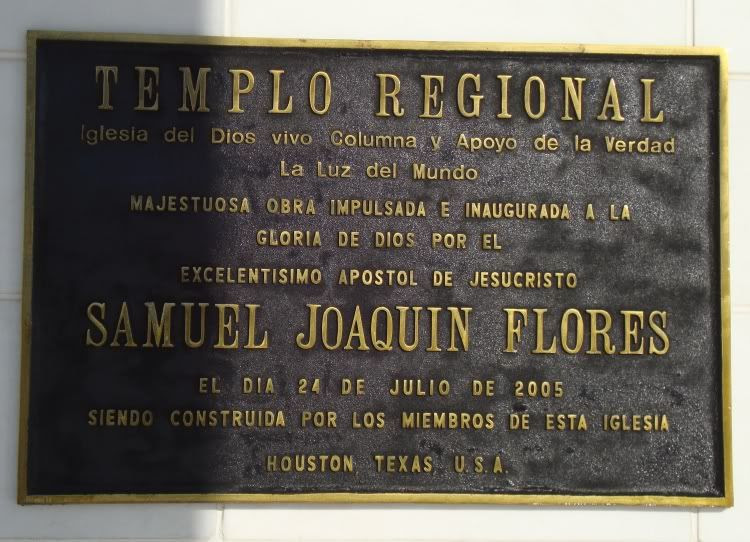 TEMPLO REGIONAL
Iglesia del Dios vivo Columna y Apoyo de la Verdad
La Luz del Mundo
MAJESTUOSA OBRA IMPULSADA E INAUGURADA A LA
GLORIA DE DIOS POR EL
EXCELENTISIMO APOSTOL DE JESUCRISTO
SAMUEL JOAQUIN FLORES
EL DIA 24 DE JULIO DE 2005
SIENDO CONSTRUIDA POR LOS MIEMBROS DE ESTA IGLESIA
HOUSTON TEXAS U.S.A.